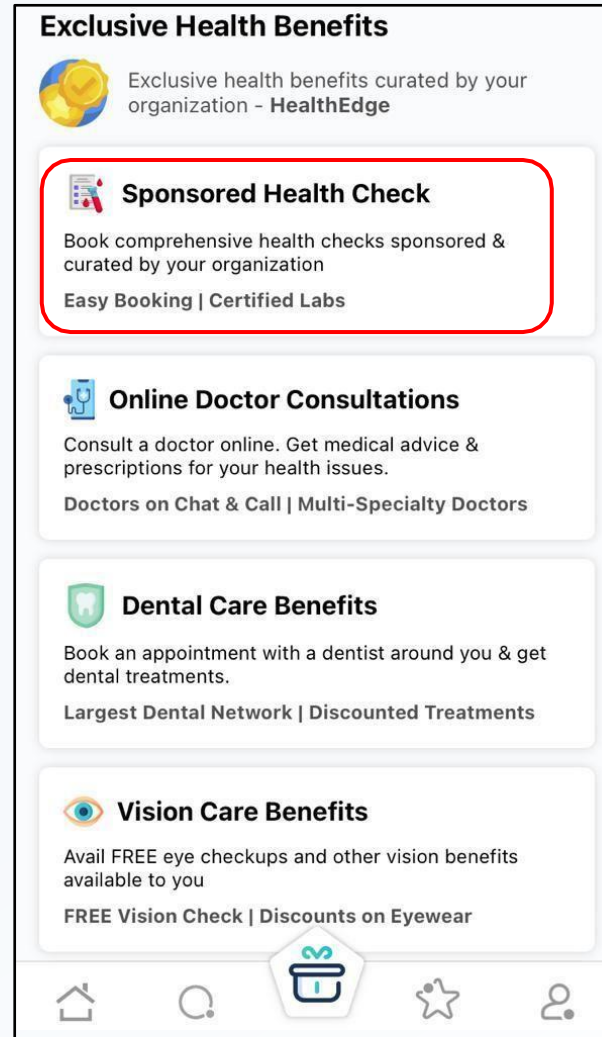 Exclusive Health Benefits
Exclusive health benefits curated by your
organization - HealthEdge
Sponsored Health Check
Book comprehensive health checks sponsored &
curated by your organization
Easy Booking | Certified Labs
Online Doctor Consultations
Consult a doctor online. Get medical advice &
prescriptions for your health issues.
Doctors on Chat & Call | Multi-Specialty Doctors
Dental Care Benefits
Book an appointment with a dentist around you & get
dental treatments.
Largest Dental Network | Discounted Treatments
Vision Care Benefits
Avail FREE eye checkups and other vision benefits
available to you
FREE Vision Check | Discounts on Eyewear